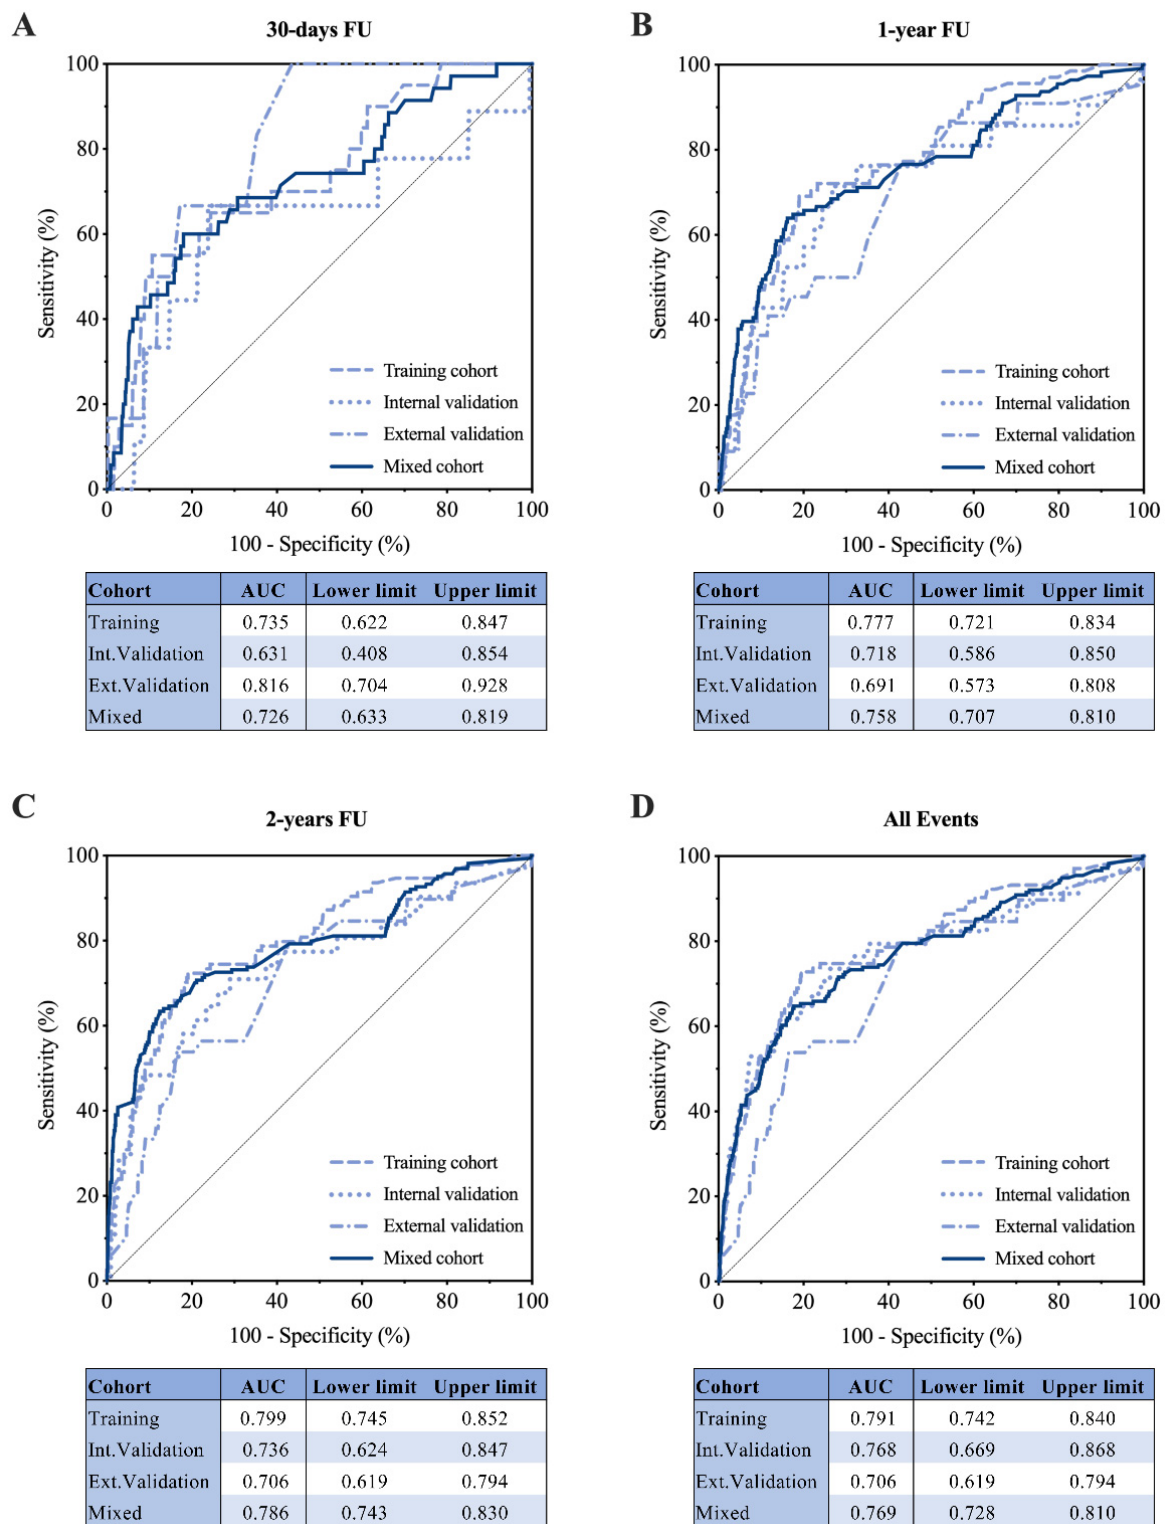 A
30-days FU
100
80
60
40
20
0
Sensitivity (%)
Training cohort
Internal validation
External validation
Mixed cohort
0 20 40 60 80 100
100 - Specificity (%)
Cohort AUC Lower limit Upper limit
Training 0.735 0.622 0.847
Int.Validation 0.631 0.408 0.854
Ext.Validation 0.816 0.704 0.928
Mixed 0.726 0.633 0.819
B
1-year FU
100
80
60
40
20
0
Sensitivity (%)
Training cohort
Internal validation
External validation
Mixed cohort
0 20 40 60 80 100
100 - Specificity (%)
Cohort AUC Lower limit Upper limit
Training 0.777 0.721 0.834
Int.Validation 0.718 0.586 0.850
Ext.Validation 0.691 0.573 0.808
Mixed 0.758 0.707 0.810
C
2-years FU
100
80
60
40
20
0
Sensitivity (%)
Training cohort
Internal validation
External validation
Mixed cohort
0 20 40 60 80 100
100 - Specificity (%)
Cohort AUC Lower limit Upper limit
Training 0.799 0.745 0.852
Int.Validation 0.736 0.624 0.847
Ext.Validation 0.706 0.619 0.794
Mixed 0.786 0.743 0.830
D
All Events
100
80
60
40
20
0
Sensitivity (%)
Training cohort
Internal validation
External validation
Mixed cohort
0 20 40 60 80 100
100 - Specificity (%)
Cohort AUC Lower limit Upper limit
Training 0.791 0.742 0.840
Int.Validation 0.768 0.669 0.868
Ext.Validation 0.706 0.619 0.794
Mixed 0.769 0.728 0.810